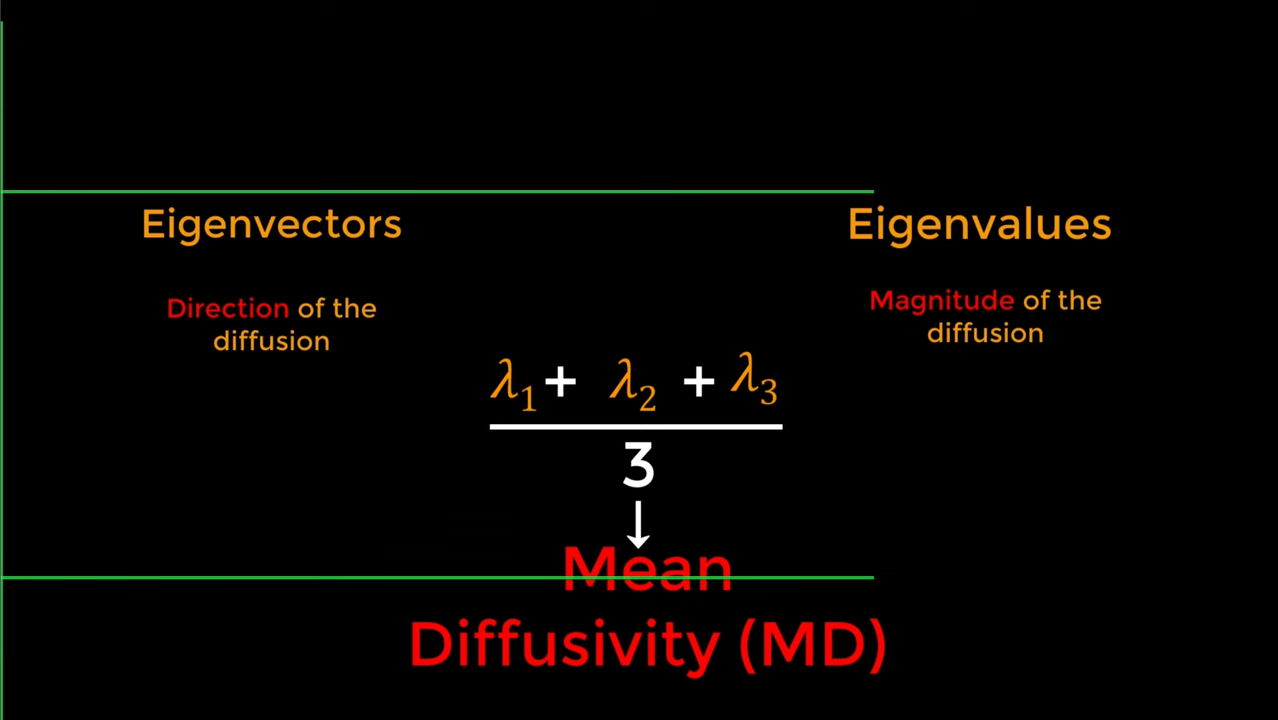 Eigenvectors
Eigenvalues
Direction of the
diffusion
Magnitude of the
diffusion
λ₁ + λ₂ + λ₃
3
↓
Mean
Diffusivity (MD)